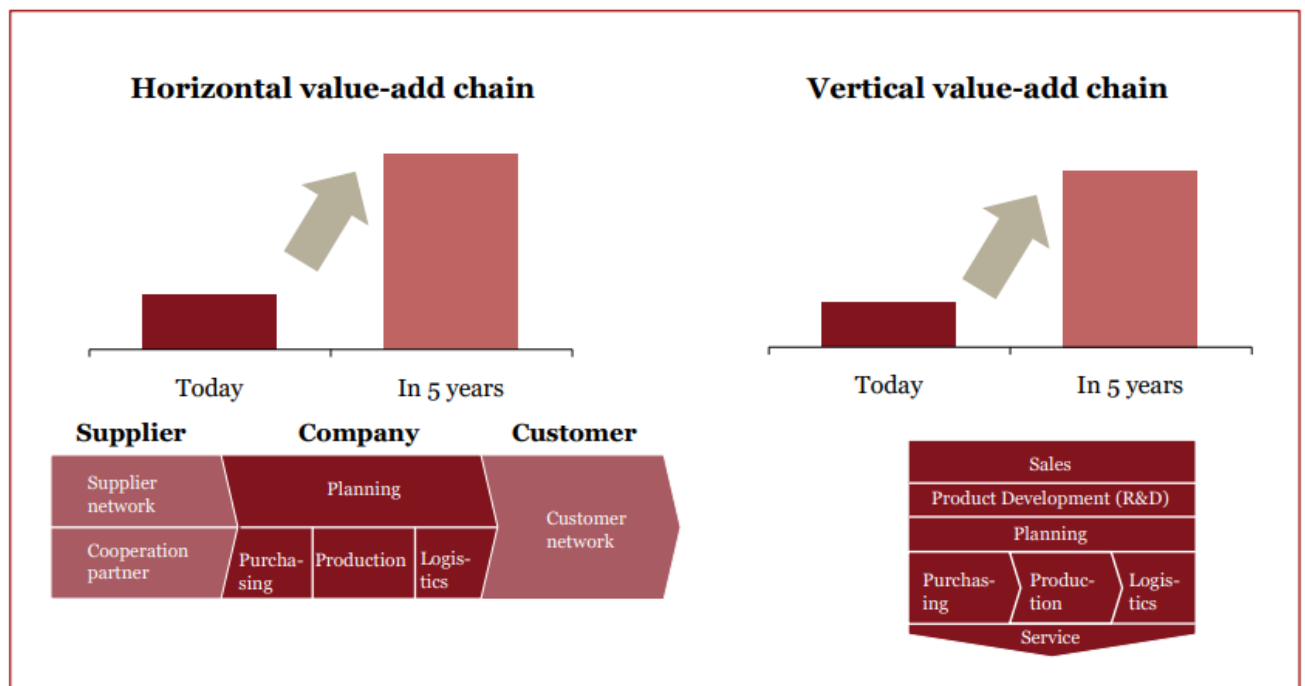 Horizontal value-add chain
Today
In 5 years
Supplier
Company
Customer
Supplier
network
Cooperation
partner
Planning
Purcha-
sing
Production
Logis-
tics
Customer
network
Vertical value-add chain
Today
In 5 years
Sales
Product Development (R&D)
Planning
Purchas-
ing
Produc-
tion
Logis-
tics
Service